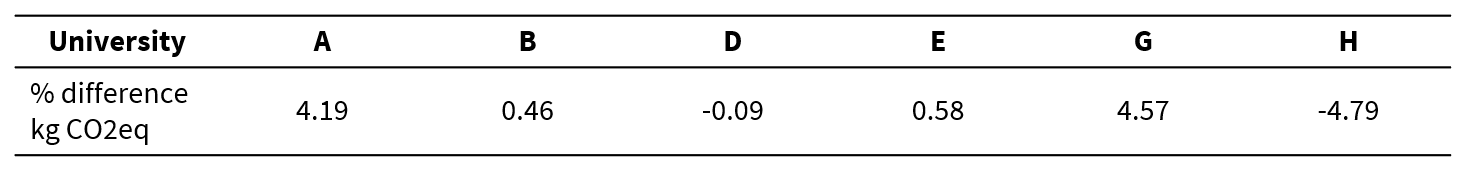 University A B D E G H
% difference
kg CO2eq 4.19 0.46 -0.09 0.58 4.57 -4.79